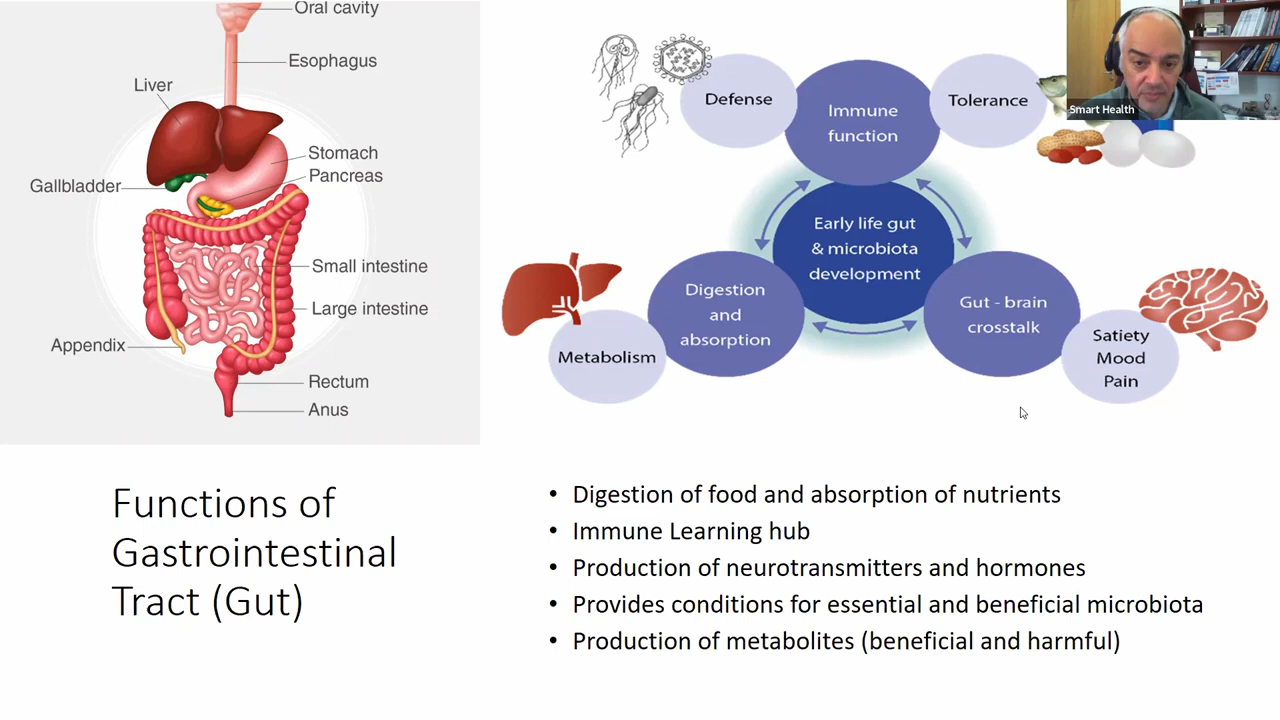 Oral cavity
Esophagus
Liver
Stomach
Pancreas
Gallbladder
Small intestine
Large intestine
Appendix
Rectum
Anus
Defense
Immune
function
Tolerance
Smart Health
Early life gut
& microbiota
development
Digestion
and
absorption
Gut - brain
crosstalk
Metabolism
Satiety
Mood
Pain
Functions of
Gastrointestinal
Tract (Gut)
• Digestion of food and absorption of nutrients
• Immune Learning hub
• Production of neurotransmitters and hormones
• Provides conditions for essential and beneficial microbiota
• Production of metabolites (beneficial and harmful)